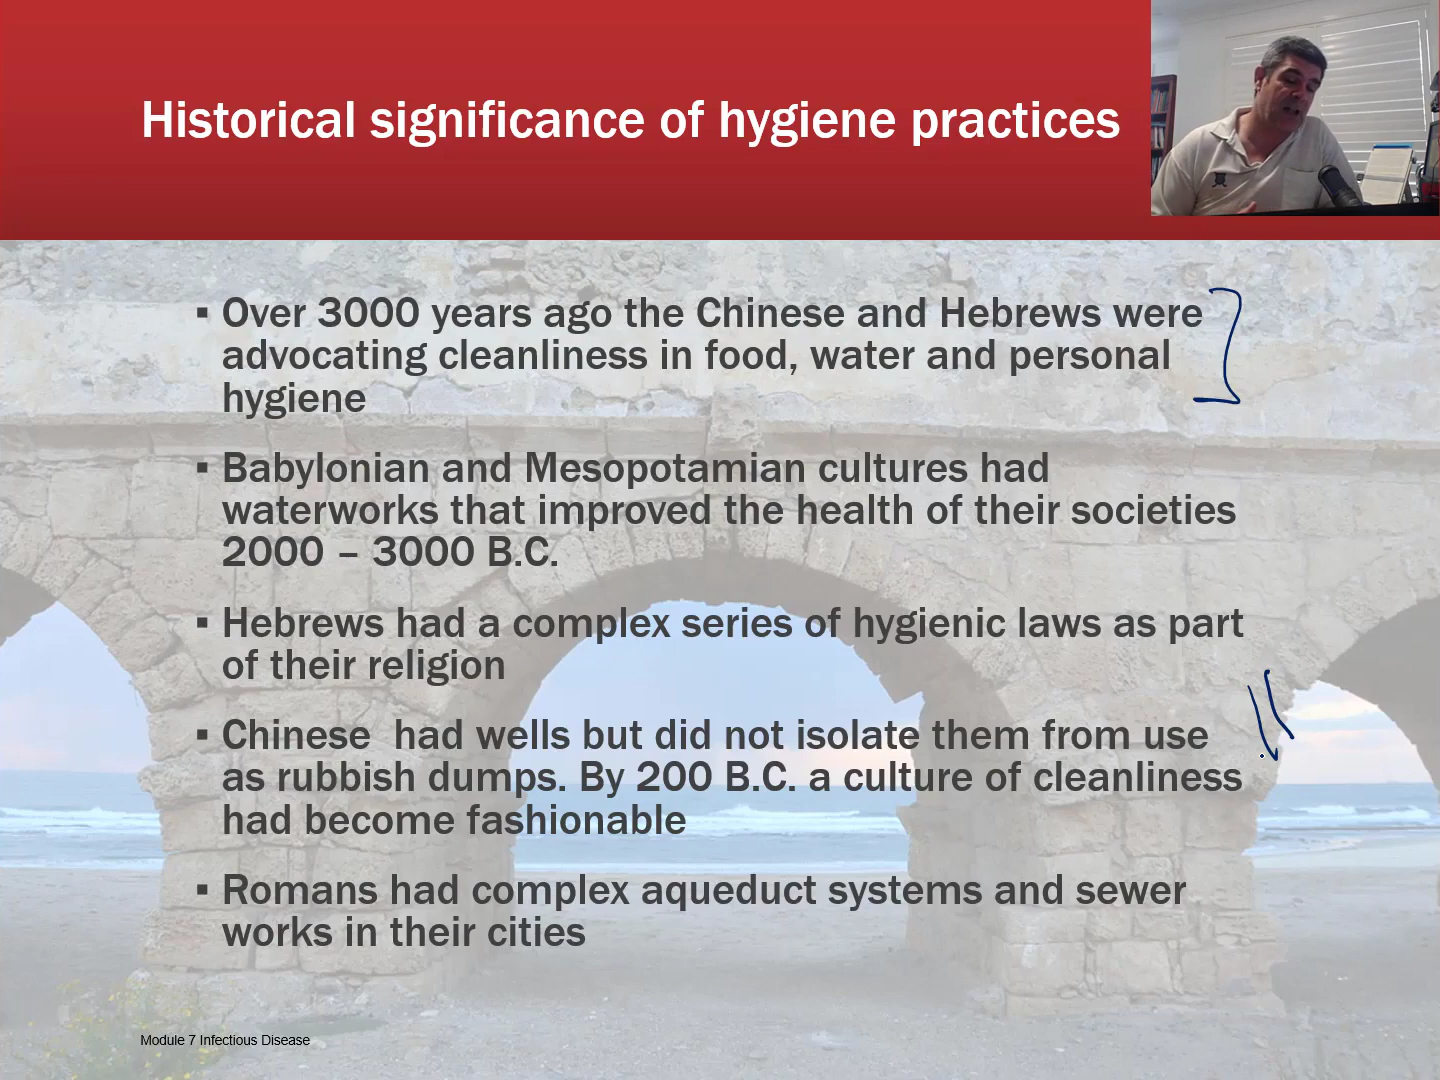 Historical significance of hygiene practices
▪ Over 3000 years ago the Chinese and Hebrews were
advocating cleanliness in food, water and personal
hygiene
▪ Babylonian and Mesopotamian cultures had
waterworks that improved the health of their societies
2000 – 3000 B.C.
▪ Hebrews had a complex series of hygienic laws as part
of their religion
▪ Chinese  had wells but did not isolate them from use
as rubbish dumps. By 200 B.C. a culture of cleanliness
had become fashionable
▪ Romans had complex aqueduct systems and sewer
works in their cities
Module 7 Infectious Disease